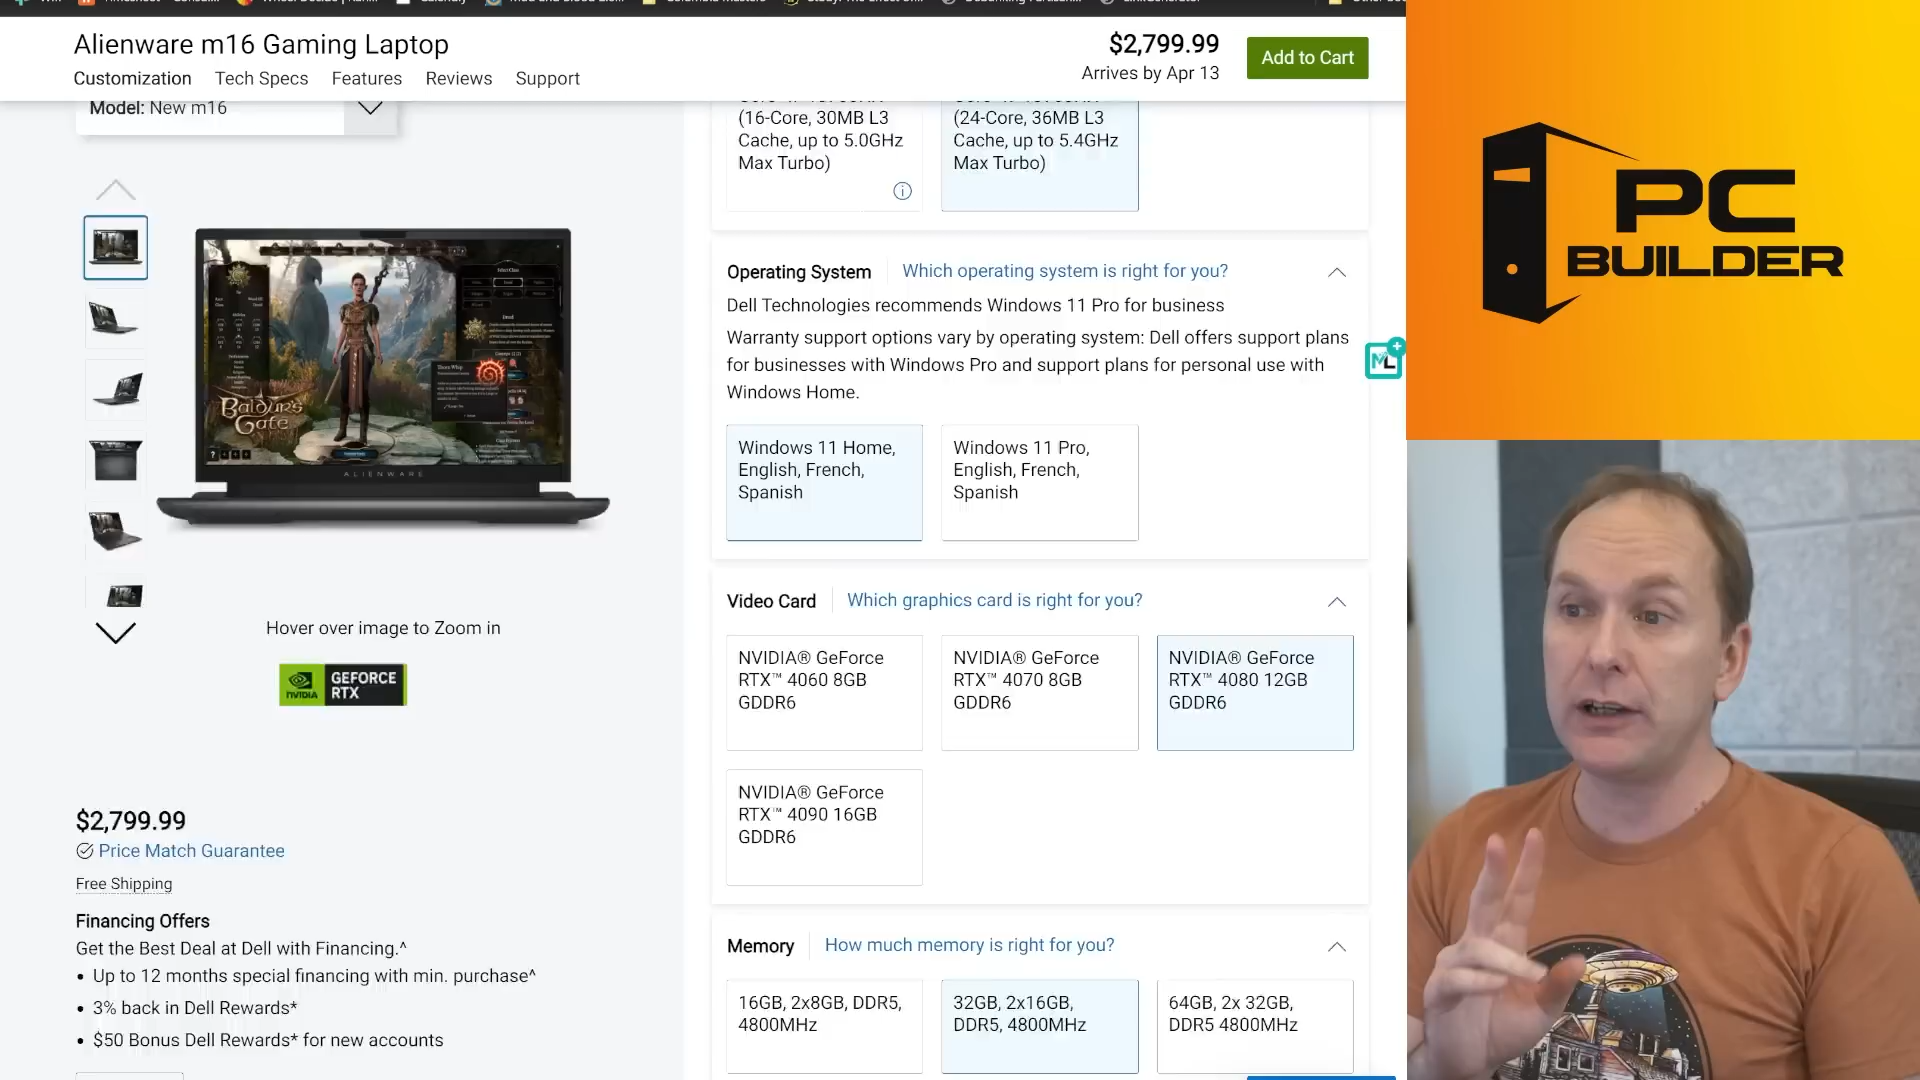 Alienware m16 Gaming Laptop
$2,799.99
Arrives by Apr 13
Add to Cart
Customization
Tech Specs
Features
Reviews
Support
Model: New m16
(16-Core, 30MB L3
Cache, up to 5.0GHz
Max Turbo)
(24-Core, 36MB L3
Cache, up to 5.4GHz
Max Turbo)
Operating System
Which operating system is right for you?
Dell Technologies recommends Windows 11 Pro for business
Warranty support options vary by operating system: Dell offers support plans
for businesses with Windows Pro and support plans for personal use with
Windows Home.
Windows 11 Home,
English, French,
Spanish
Windows 11 Pro,
English, French,
Spanish
Baldur's
Gate
ALIENWARE
Hover over image to Zoom in
NVIDIA
GEFORCE
RTX
Video Card
Which graphics card is right for you?
NVIDIA® GeForce
RTX™ 4060 8GB
GDDR6
NVIDIA® GeForce
RTX™ 4070 8GB
GDDR6
NVIDIA® GeForce
RTX™ 4080 12GB
GDDR6
NVIDIA® GeForce
RTX™ 4090 16GB
GDDR6
$2,799.99
Price Match Guarantee
Free Shipping
Financing Offers
Get the Best Deal at Dell with Financing.^
• Up to 12 months special financing with min. purchase^
• 3% back in Dell Rewards*
• $50 Bonus Dell Rewards* for new accounts
Memory
How much memory is right for you?
16GB, 2x8GB, DDR5,
4800MHz
32GB, 2x16GB,
DDR5, 4800MHz
64GB, 2x 32GB,
DDR5 4800MHz
ML
PC
BUILDER